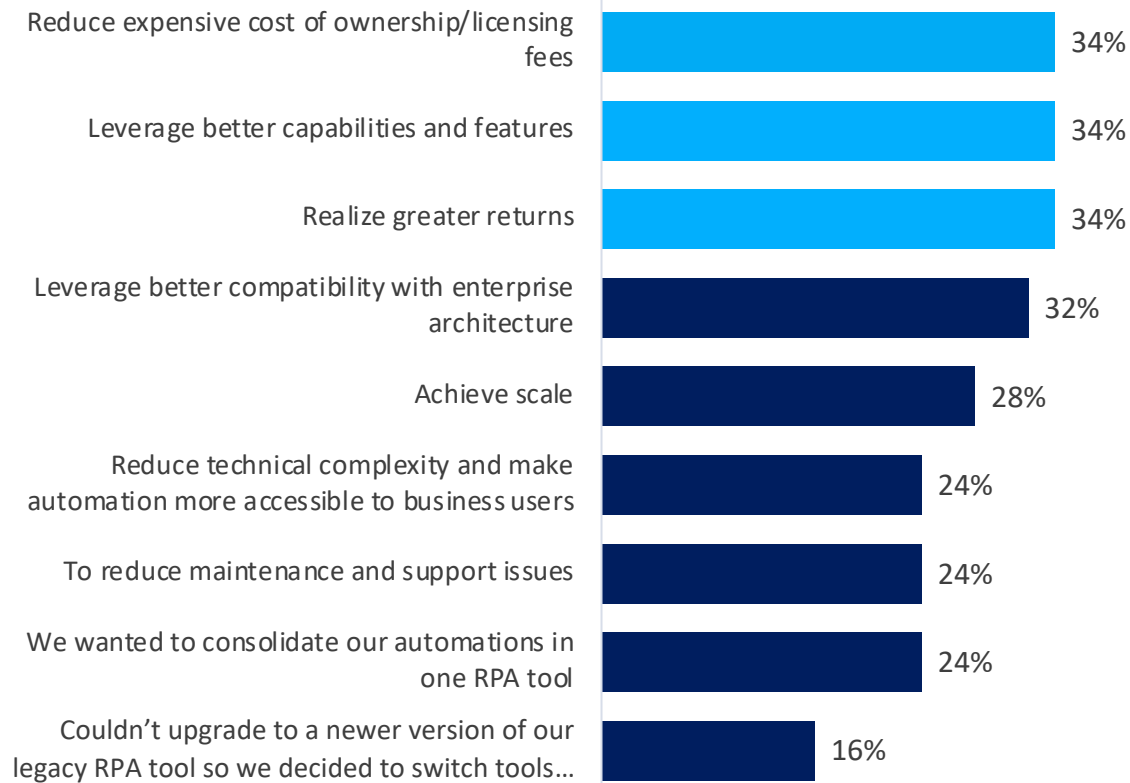 Reduce expensive cost of ownership/licensing
fees
34%
Leverage better capabilities and features
34%
Realize greater returns
34%
Leverage better compatibility with enterprise
architecture
32%
Achieve scale
28%
Reduce technical complexity and make
automation more accessible to business users
24%
To reduce maintenance and support issues
24%
We wanted to consolidate our automations in
one RPA tool
24%
Couldn’t upgrade to a newer version of our
legacy RPA tool so we decided to switch tools…
16%